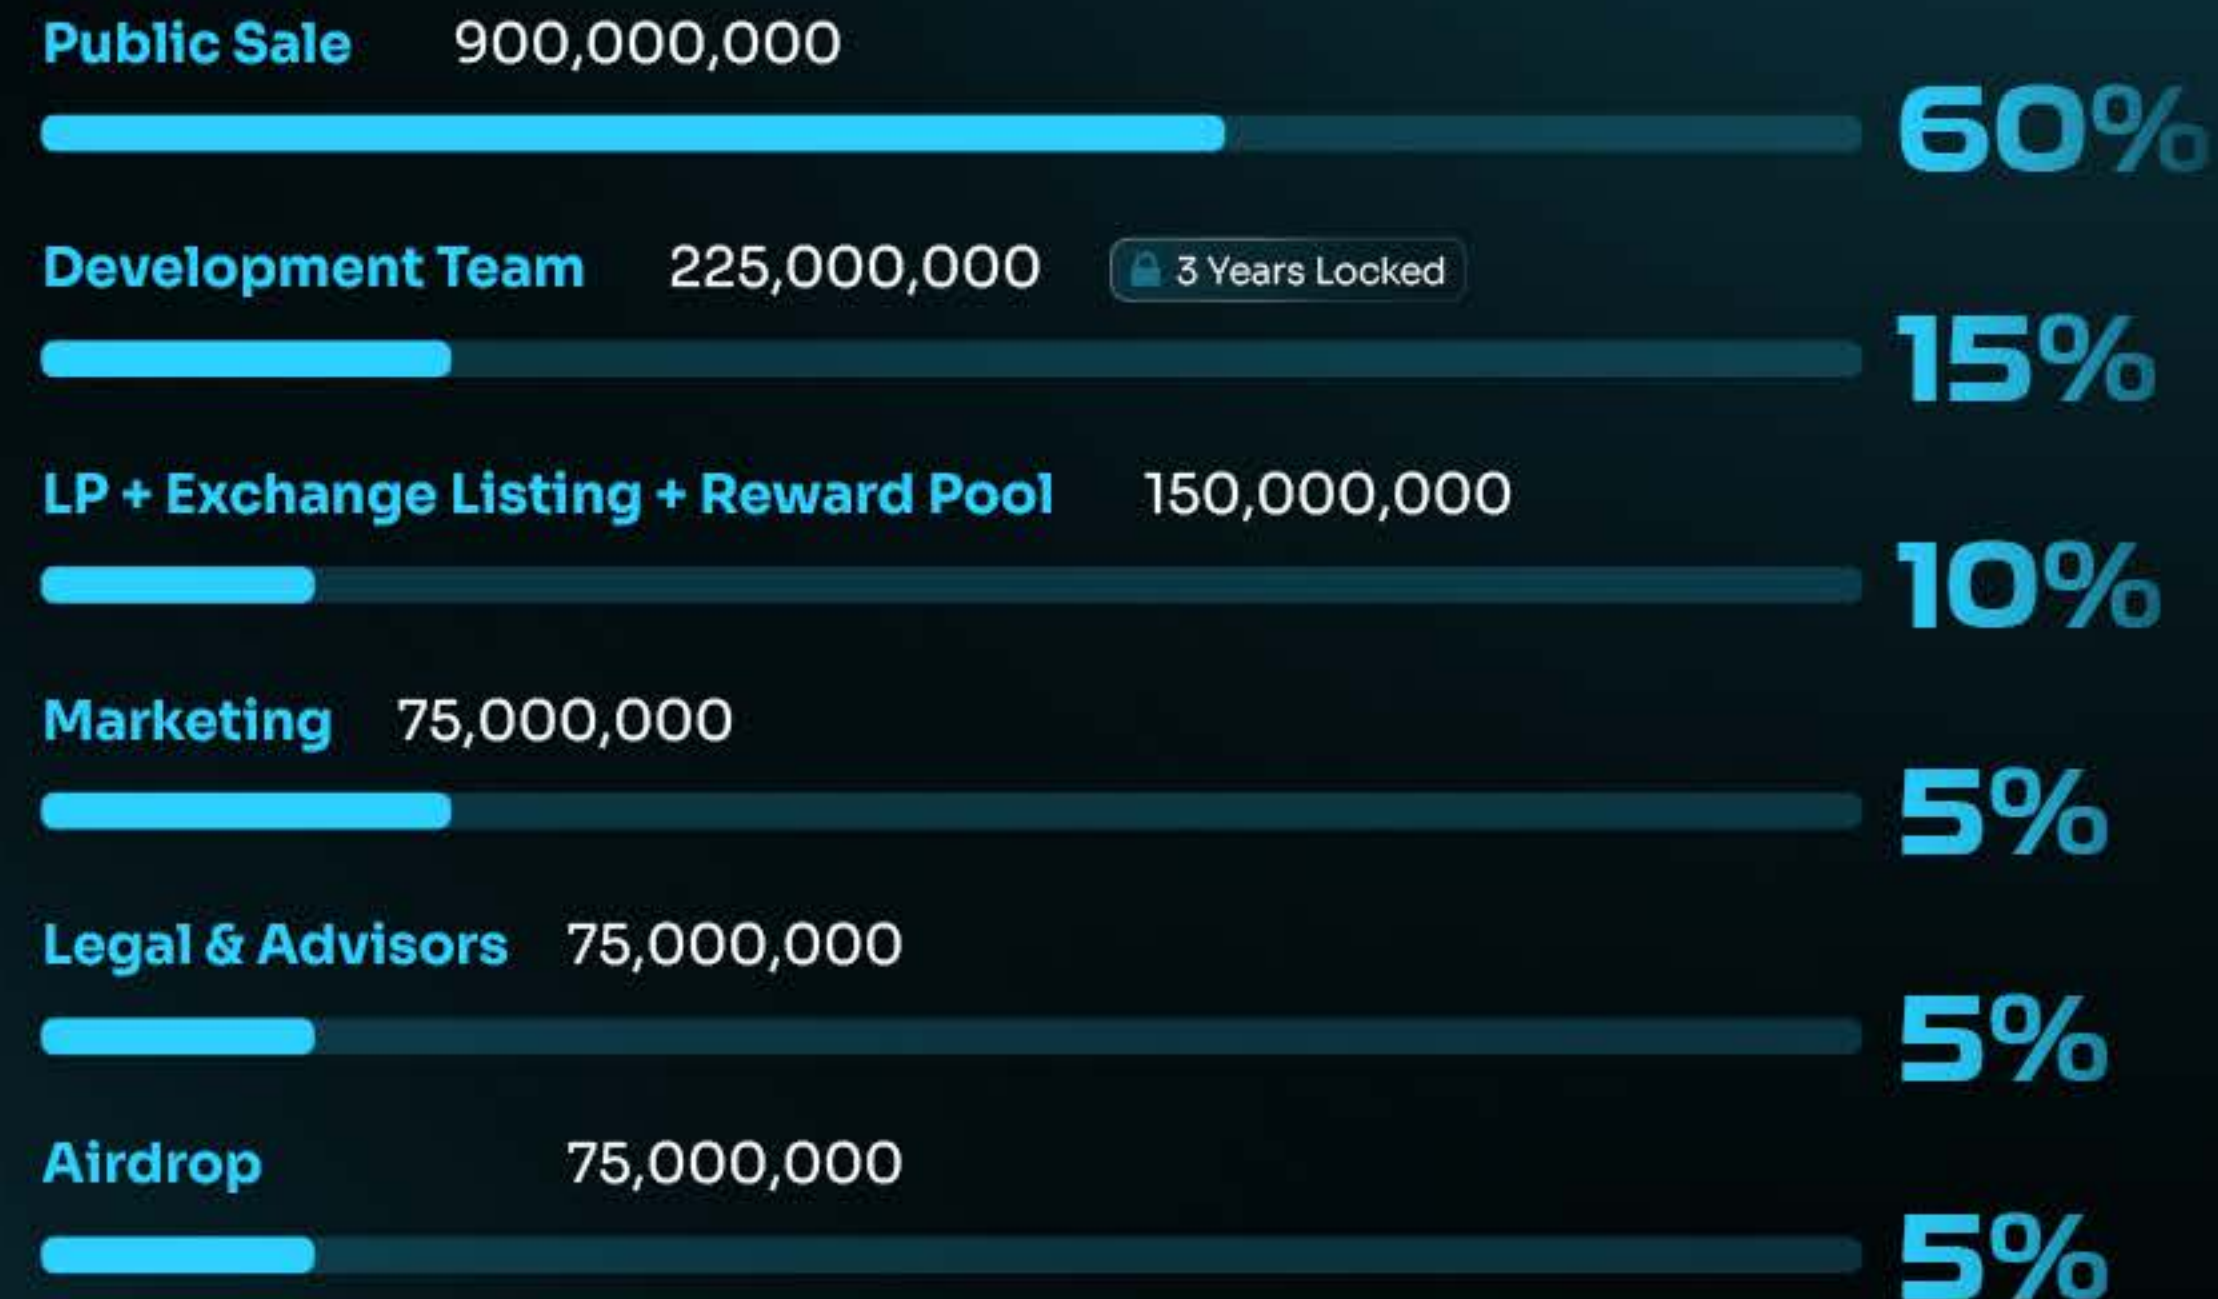 Public Sale 900,000,000
60%
Development Team 225,000,000 3 Years Locked
15%
LP + Exchange Listing + Reward Pool 150,000,000
10%
Marketing 75,000,000
5%
Legal & Advisors 75,000,000
5%
Airdrop 75,000,000
5%